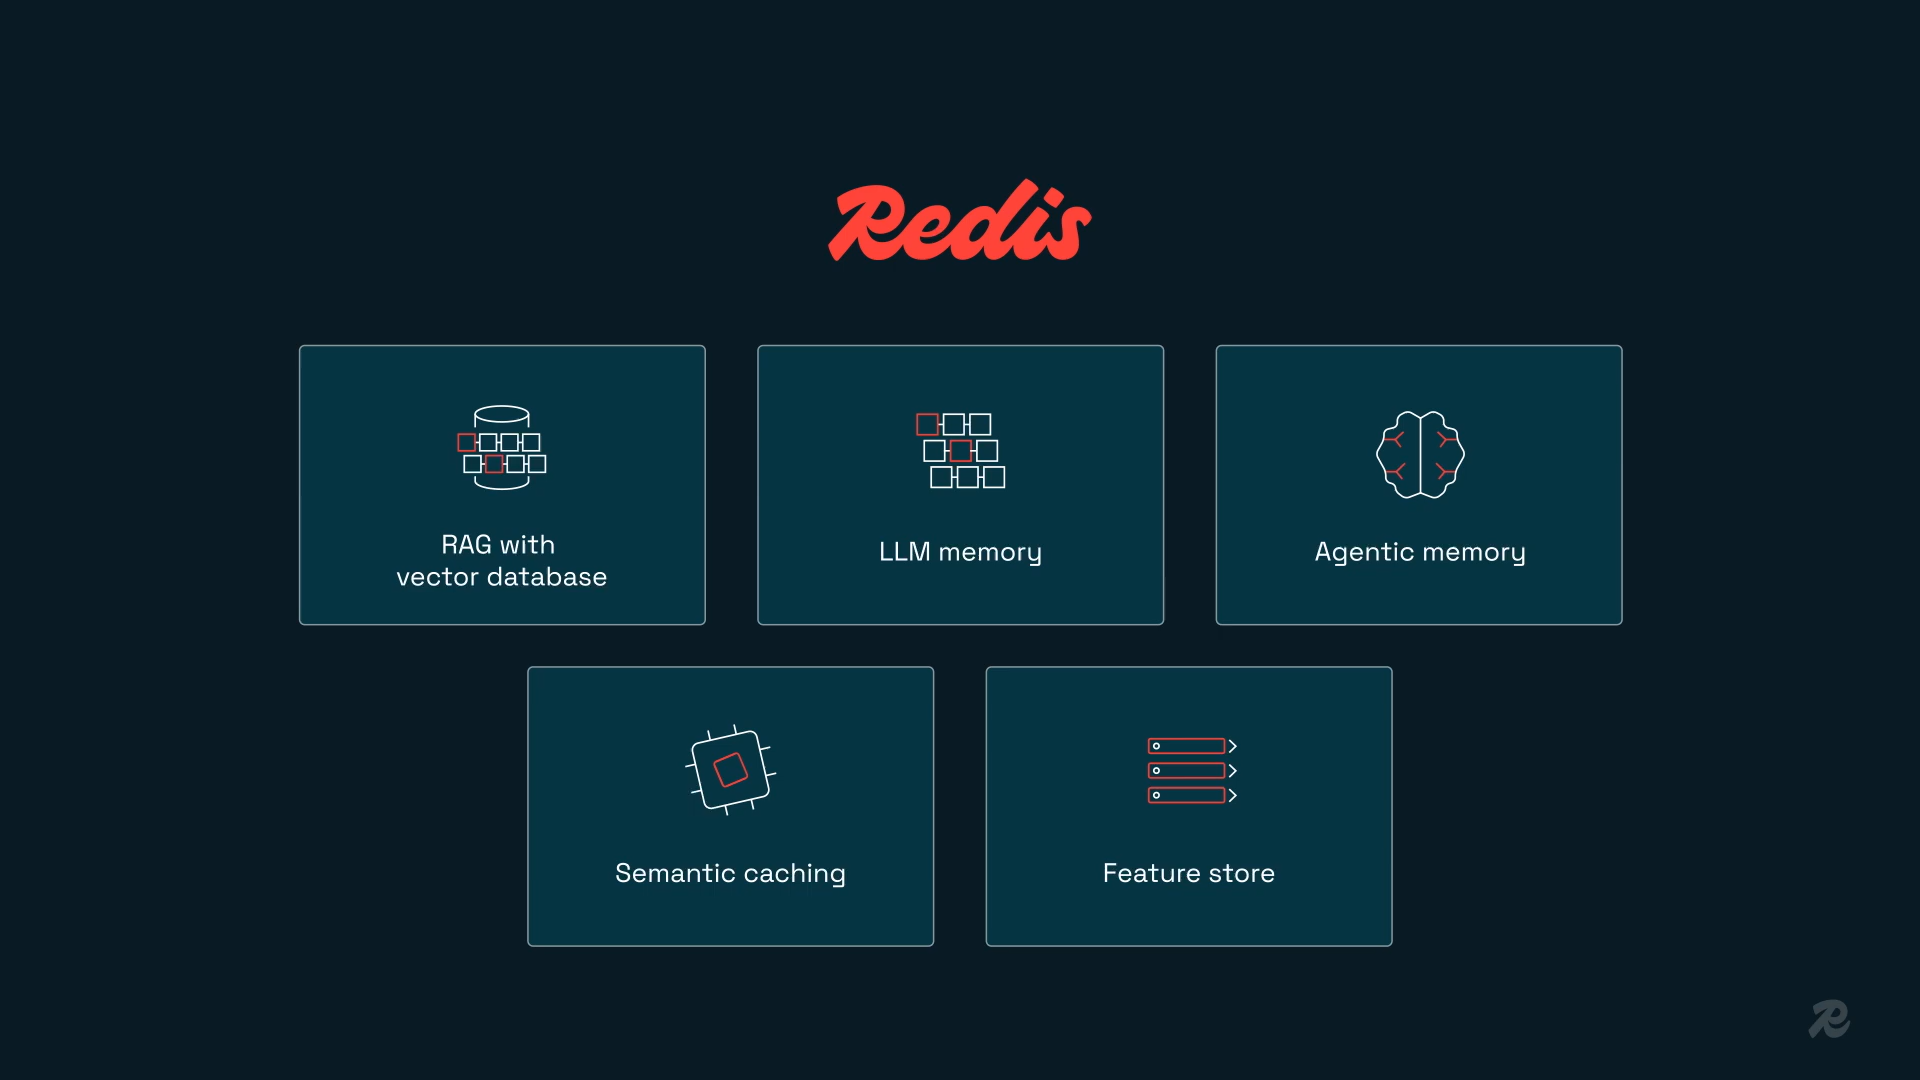 Redis
RAG with
vector database
LLM memory
Agentic memory
Semantic caching
Feature store
R